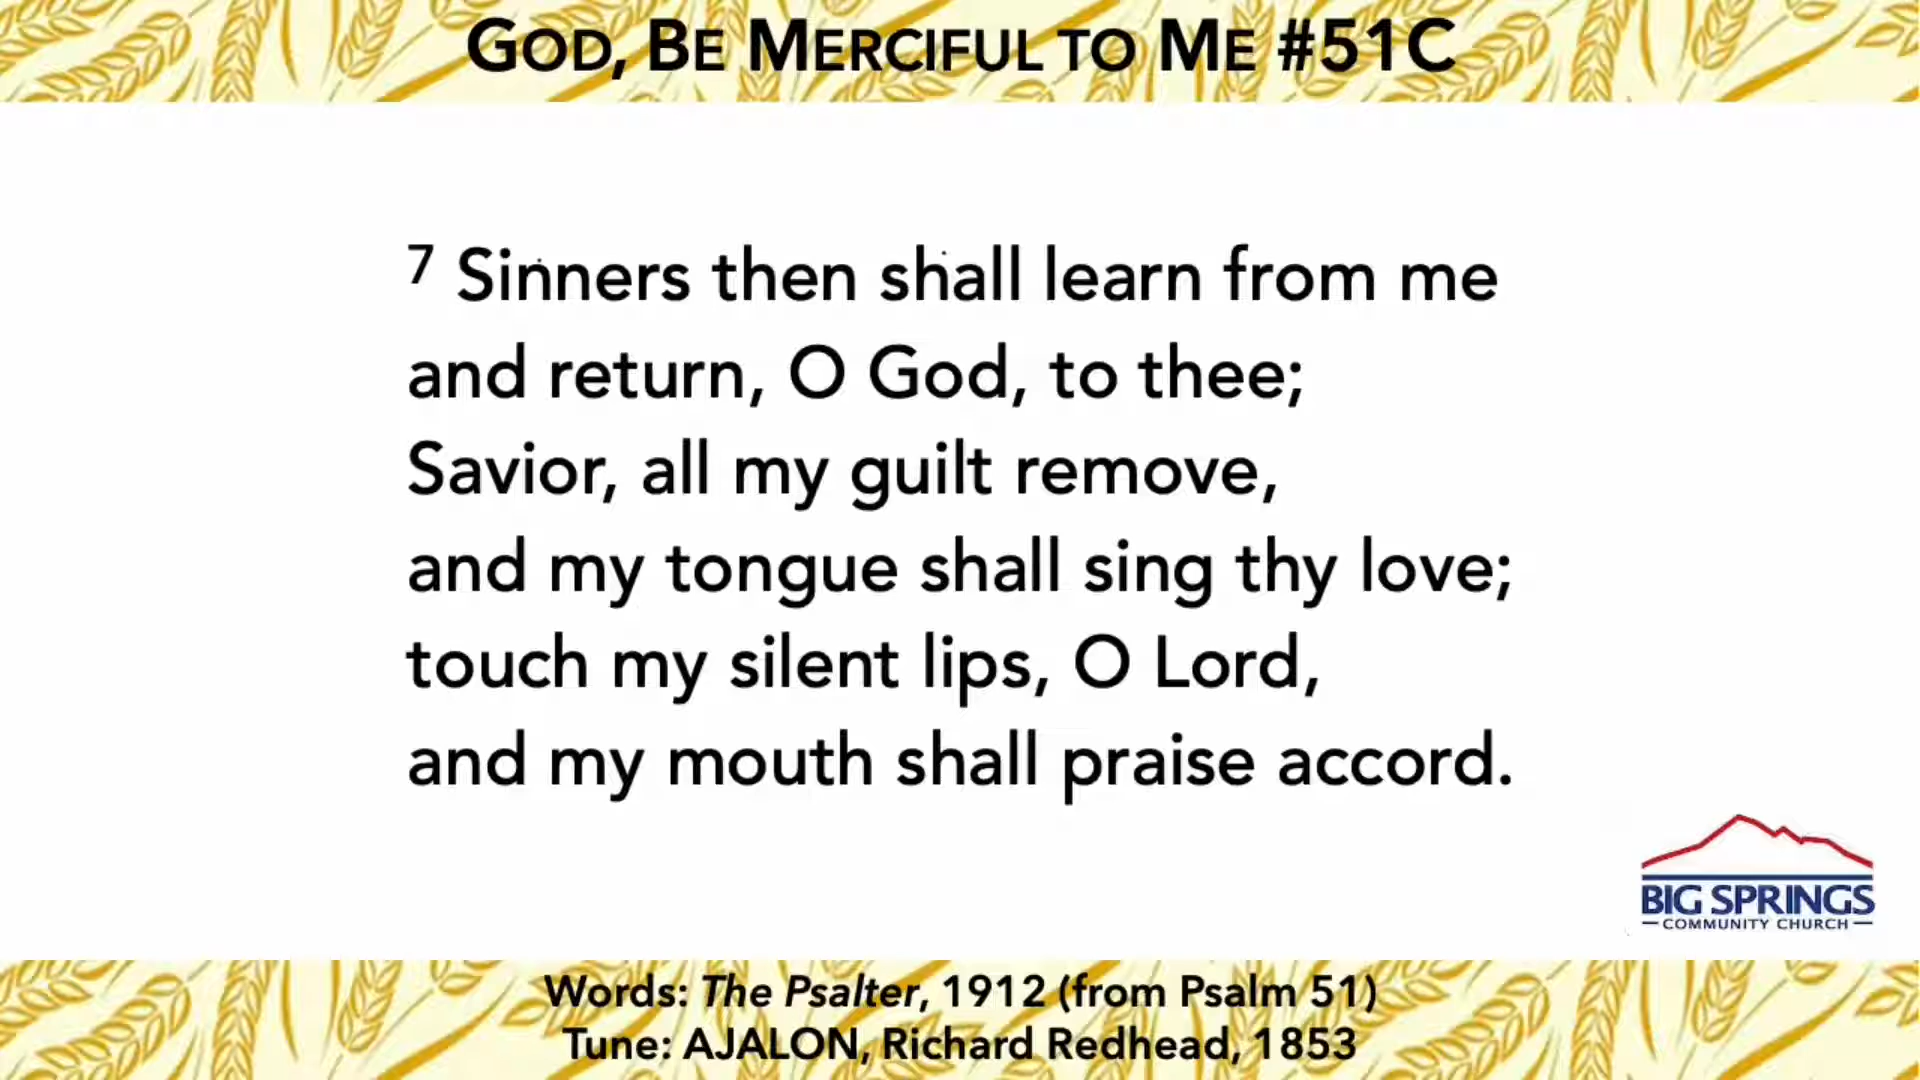 GOD, BE MERCIFUL TO ME #51C
7 Sinners then shall learn from me
and return, O God, to thee;
Savior, all my guilt remove,
and my tongue shall sing thy love;
touch my silent lips, O Lord,
and my mouth shall praise accord.
BIG SPRINGS
COMMUNITY CHURCH
Words: The Psalter, 1912 (from Psalm 51)
Tune: AJALON, Richard Redhead, 1853